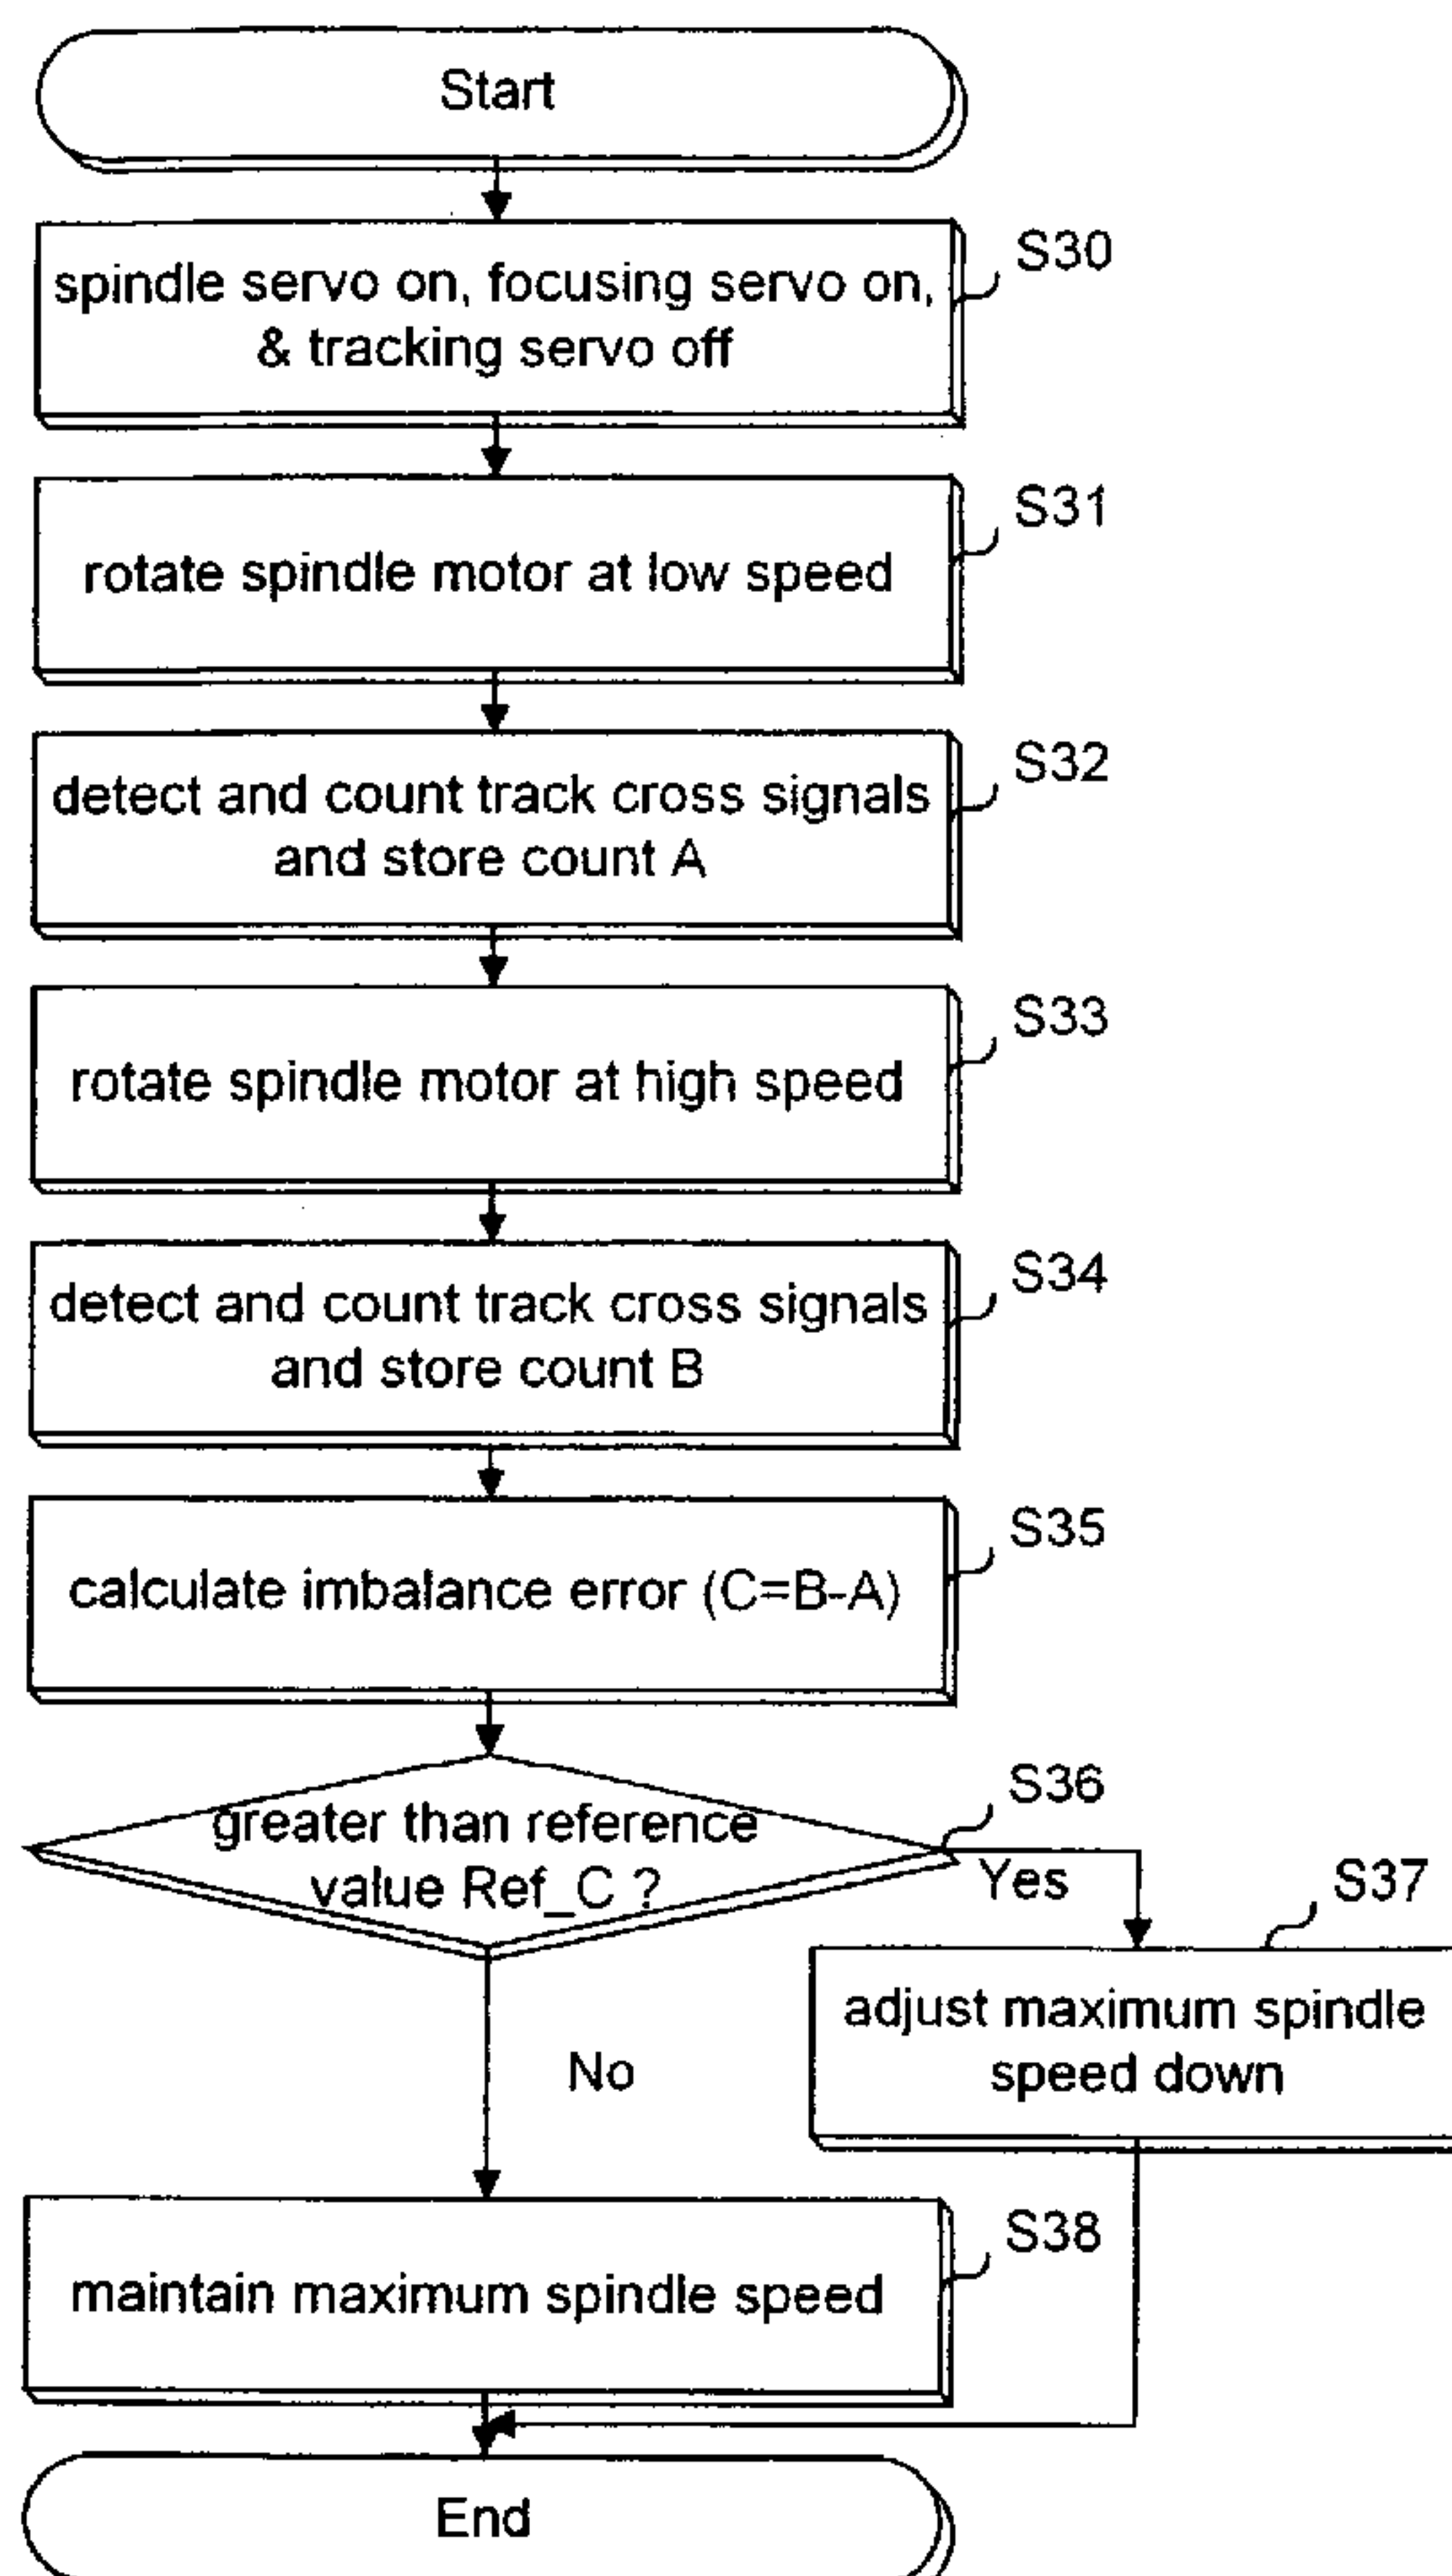 Start
spindle servo on, focusing servo on,
& tracking servo off
S30
rotate spindle motor at low speed
S31
detect and count track cross signals
and store count A
S32
rotate spindle motor at high speed
S33
detect and count track cross signals
and store count B
S34
calculate imbalance error (C=B-A)
S35
greater than reference
value Ref_C ?
S36
Yes
S37
adjust maximum spindle
speed down
No
maintain maximum spindle speed
S38
End